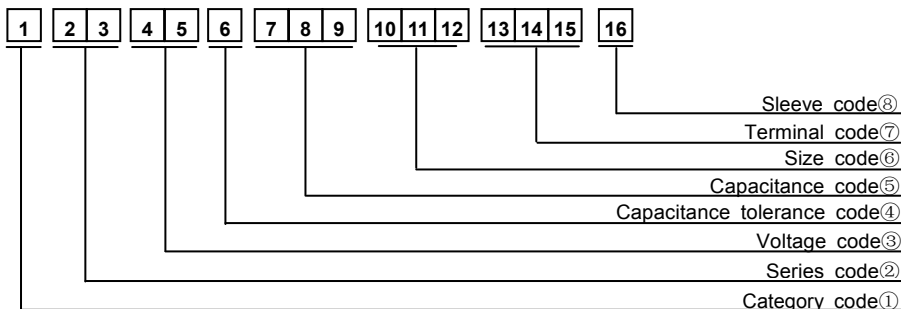 1 2 3 4 5 6 7 8 9 10 11 12 13 14 15 16
Sleeve code⑧
Terminal code⑦
Size code⑥
Capacitance code⑤
Capacitance tolerance code④
Voltage code③
Series code②
Category code①